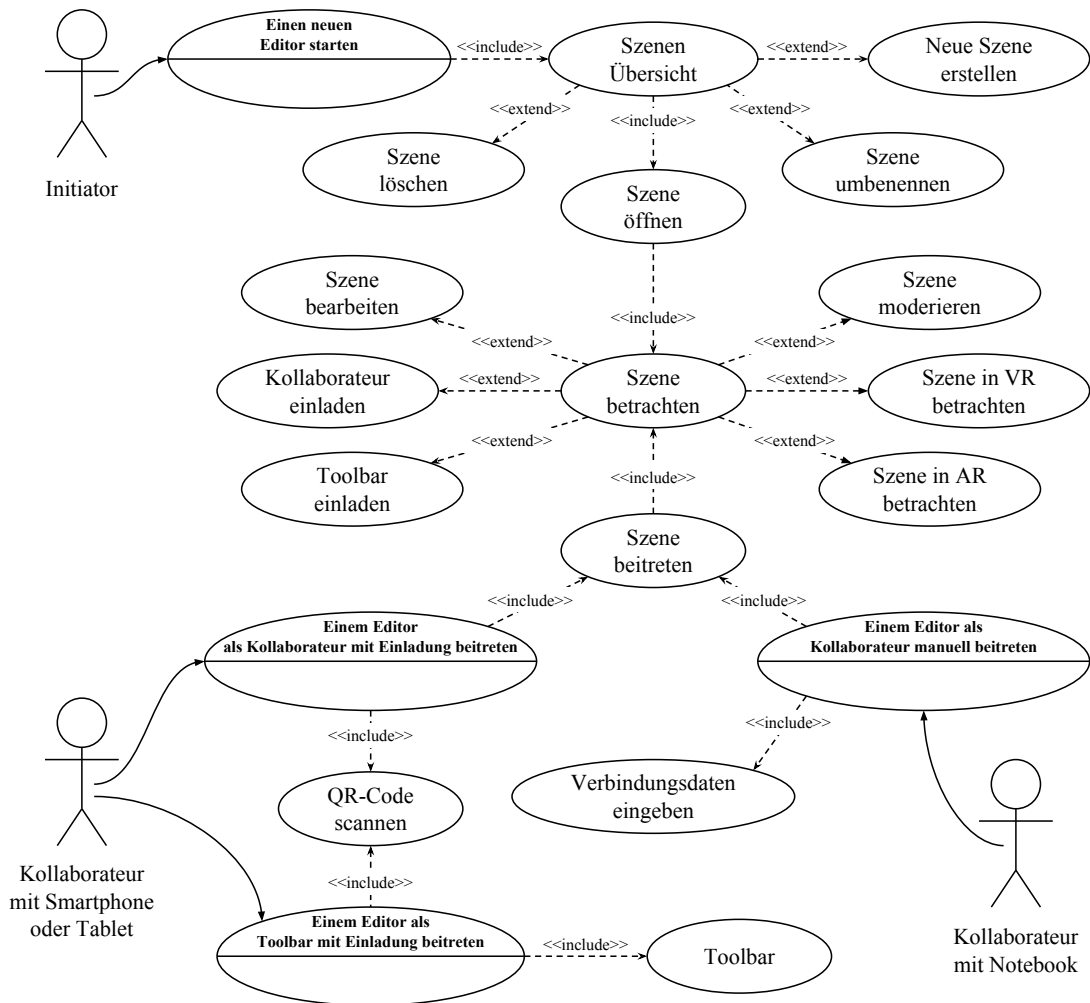 Einen neuen
Editor starten
<<include>>
Szenen
Übersicht
<<extend>>
Neue Szene
erstellen
Initiator
<<extend>>
<<include>>
<<extend>>
Szene
löschen
Szene
öffnen
Szene
umbenennen
Szene
bearbeiten
<<include>>
Szene
moderieren
<<extend>>
<<extend>>
Kollaborateur
einladen
<<extend>>
Szene
betrachten
<<extend>>
Szene in VR
betrachten
<<extend>>
<<extend>>
Toolbar
einladen
<<include>>
Szene in AR
betrachten
Szene
beitreten
<<include>>
<<include>>
Einem Editor
als Kollaborateur mit Einladung beitreten
Einem Editor als
Kollaborateur manuell beitreten
<<include>>
<<include>>
QR-Code
scannen
Verbindungsdaten
eingeben
Kollaborateur
mit Smartphone
oder Tablet
<<include>>
Einem Editor als
Toolbar mit Einladung beitreten
<<include>>
Toolbar
Kollaborateur
mit Notebook